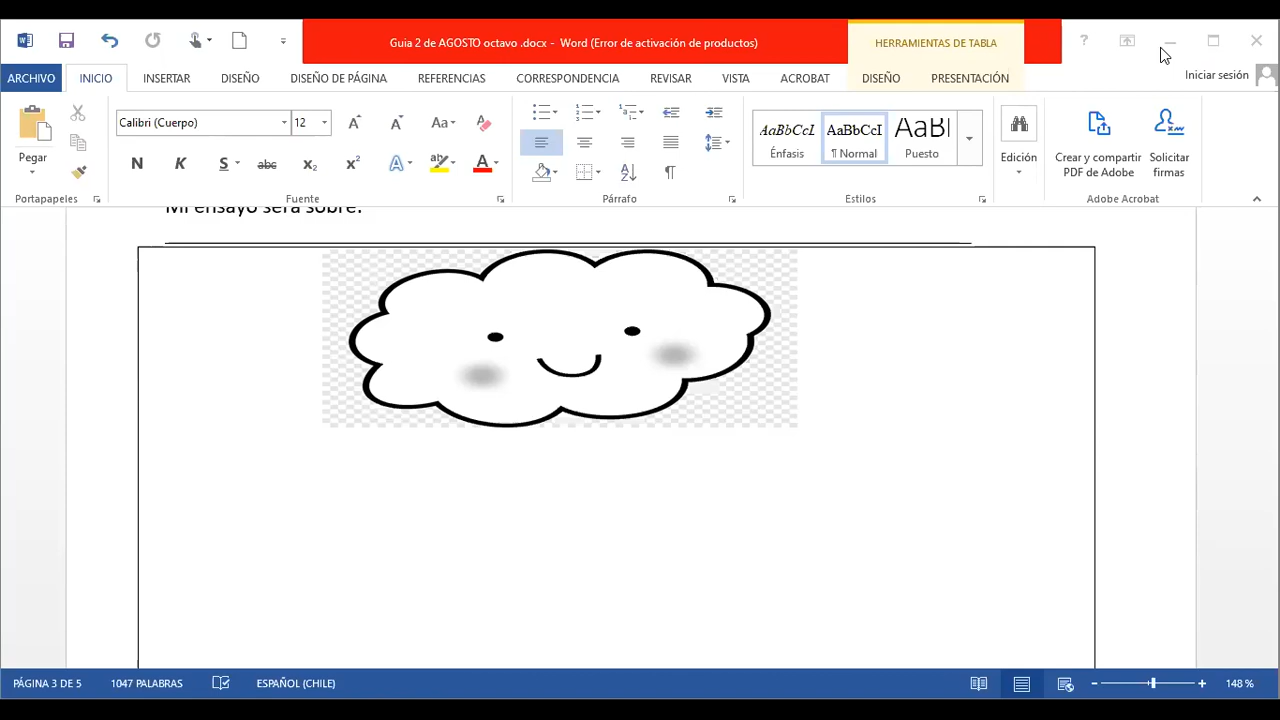 Guia 2 de AGOSTO octavo .docx - Word (Error de activación de productos)
HERRAMIENTAS DE TABLA
?
Iniciar sesión
ARCHIVO INICIO INSERTAR DISEÑO DISEÑO DE PÁGINA REFERENCIAS CORRESPONDENCIA REVISAR VISTA ACROBAT DISEÑO PRESENTACIÓN
Pegar
Portapapeles
Calibri (Cuerpo) 12
N K S abc x₂ x² A A
Fuente
Párrafo
AaBbCcI AaBbCcI AaBl
Énfasis ¶ Normal Puesto
Estilos
Edición
Crear y compartir PDF de Adobe
Solicitar firmas
Adobe Acrobat
Mi ensayo será sobre:
PÁGINA 3 DE 5 1047 PALABRAS ESPAÑOL (CHILE) 148 %